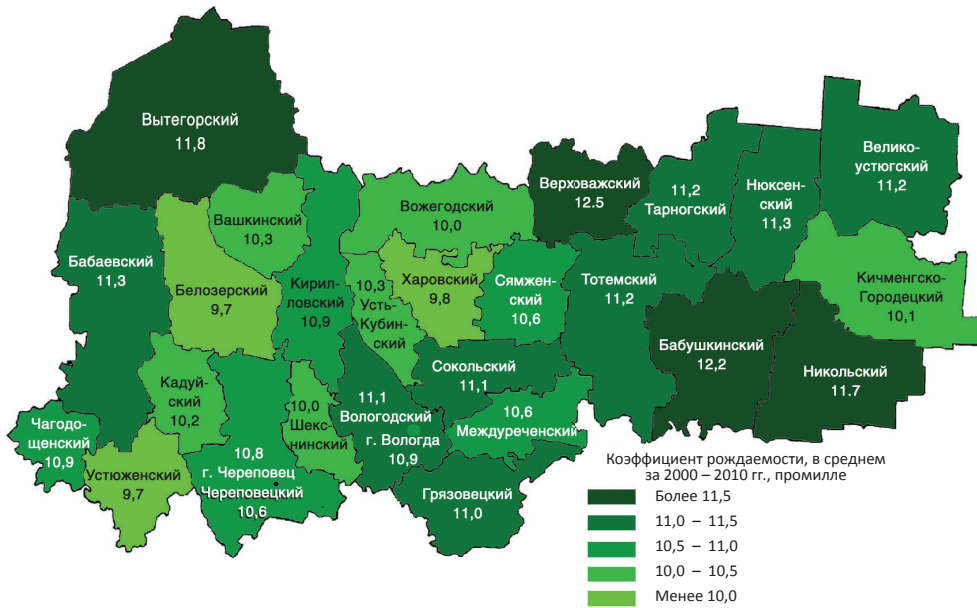 Вытегорский
11,8
Вашкинский
10,3
Бабаевский
11,3
Белозерский
9,7
Кирил-
ловский
10,9
Вожегодский
10,0
Верховажский
12.5
11,2
Тарногский
Нюксен-
ский
11,3
Велико-
устюгский
11,2
Кичменгско-
Городецкий
10,1
10,3
Усть-
Кубин-
ский
Харовский
9,8
Сямжен-
ский
10,6
Тотемский
11,2
Бабушкинский
12,2
Никольский
11.7
Сокольский
11,1
10,6
Междуреченский
Кадуй-
ский
10,2
10,0
Шекс-
нинский
11,1
Вологодский
г. Вологда
10,9
Чагодо-
щенский
10,9
Устюженский
9,7
10,8
г. Череповец
Череповецкий
10,6
Грязовецкий
11,0
Коэффициент рождаемости, в среднем
за 2000 – 2010 гг., промилле
Более 11,5
11,0 – 11,5
10,5 – 11,0
10,0 – 10,5
Менее 10,0